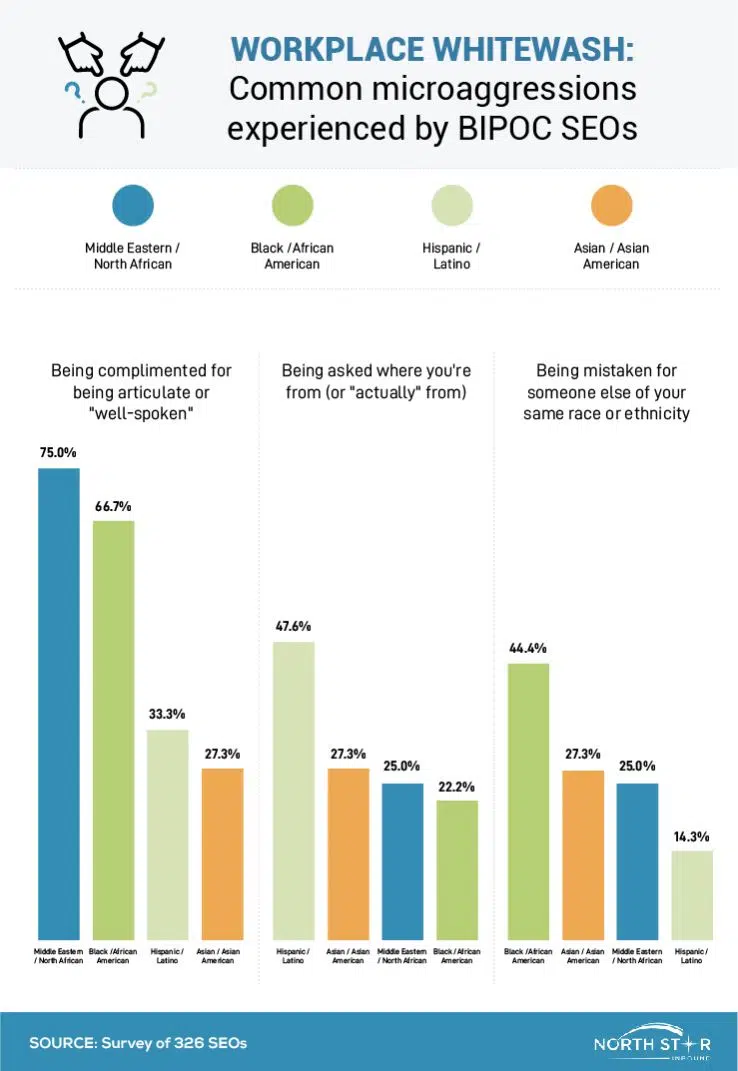 WORKPLACE WHITEWASH:
Common microaggressions
experienced by BIPOC SEOs
Middle Eastern /
North African
Black /African
American
Hispanic /
Latino
Asian / Asian
American
Being complimented for
being articulate or
"well-spoken"
75.0%
66.7%
33.3%
27.3%
Middle Eastern
/ North African
Black /African
American
Hispanic /
Latino
Asian / Asian
American
Being asked where you're
from (or "actually" from)
47.6%
27.3%
25.0%
22.2%
Hispanic /
Latino
Asian / Asian
American
Middle Eastern
/ North African
Black /African
American
Being mistaken for
someone else of your
same race or ethnicity
44.4%
27.3%
25.0%
14.3%
Black /African
American
Asian / Asian
American
Middle Eastern
/ North African
Hispanic /
Latino
SOURCE: Survey of 326 SEOs
NORTH STAR
INBOUND